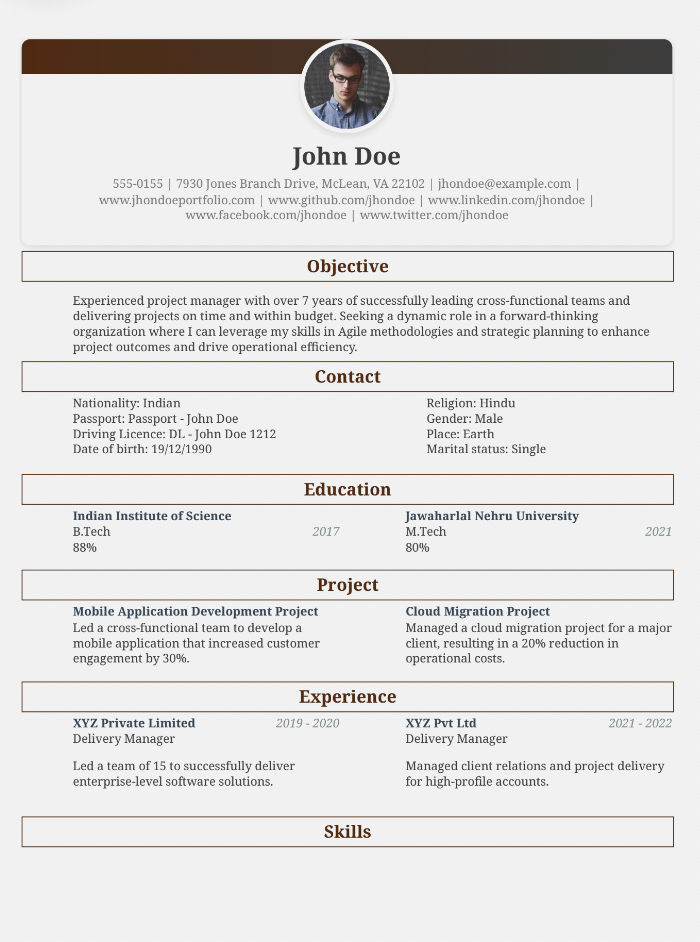 John Doe
555-0155 | 7930 Jones Branch Drive, McLean, VA 22102 | jhondoe@example.com |
www.jhondoeportfolio.com | www.github.com/jhondoe | www.linkedin.com/jhondoe |
www.facebook.com/jhondoe | www.twitter.com/jhondoe
Objective
Experienced project manager with over 7 years of successfully leading cross-functional teams and
delivering projects on time and within budget. Seeking a dynamic role in a forward-thinking
organization where I can leverage my skills in Agile methodologies and strategic planning to enhance
project outcomes and drive operational efficiency.
Contact
Nationality: Indian
Passport: Passport - John Doe
Driving Licence: DL - John Doe 1212
Date of birth: 19/12/1990
Religion: Hindu
Gender: Male
Place: Earth
Marital status: Single
Education
Indian Institute of Science
B.Tech 2017
88%
Jawaharlal Nehru University
M.Tech 2021
80%
Project
Mobile Application Development Project
Led a cross-functional team to develop a
mobile application that increased customer
engagement by 30%.
Cloud Migration Project
Managed a cloud migration project for a major
client, resulting in a 20% reduction in
operational costs.
Experience
XYZ Private Limited 2019 - 2020
Delivery Manager
Led a team of 15 to successfully deliver
enterprise-level software solutions.
XYZ Pvt Ltd 2021 - 2022
Delivery Manager
Managed client relations and project delivery
for high-profile accounts.
Skills